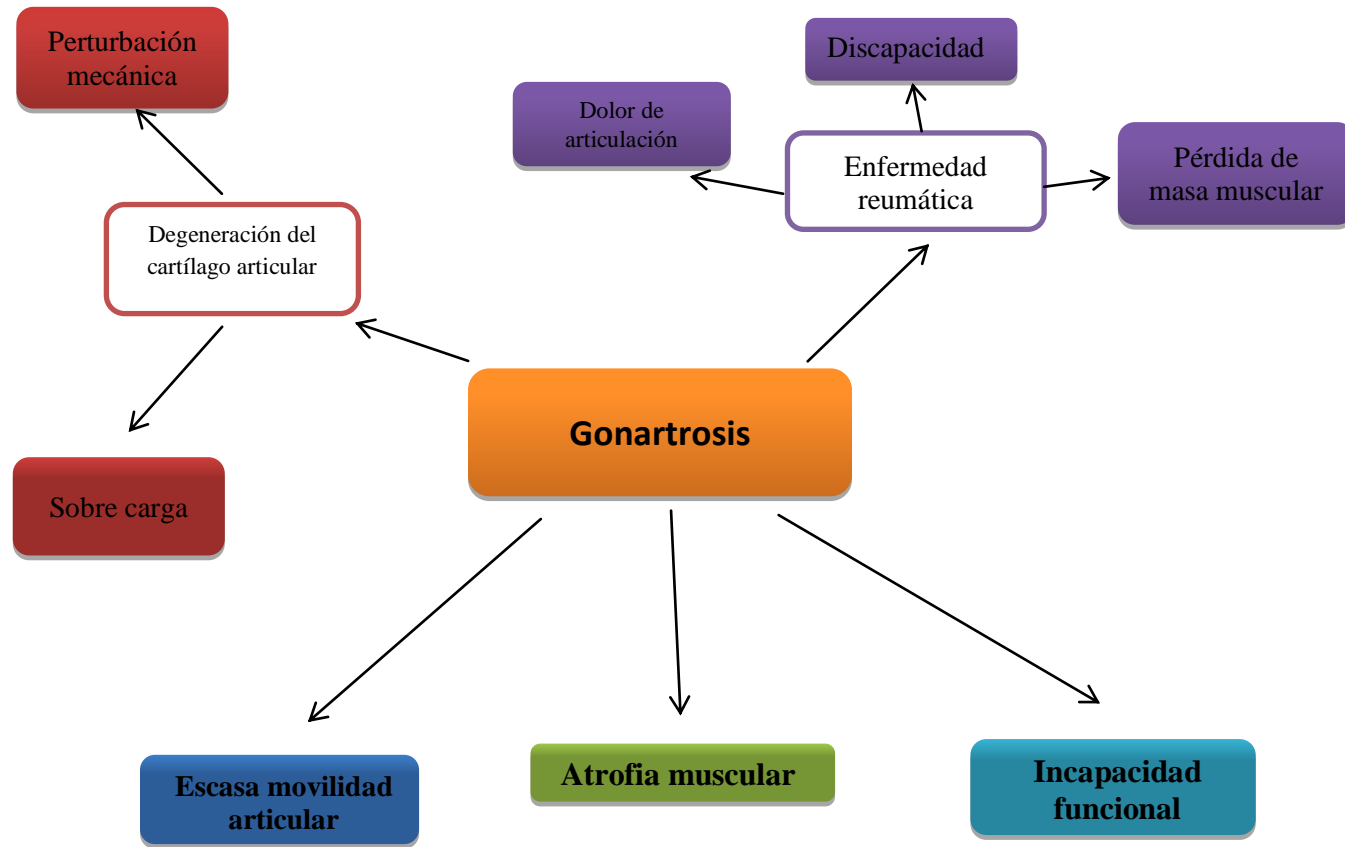 Perturbación
mecánica
Discapacidad
Dolor de
articulación
Enfermedad
reumática
Pérdida de
masa muscular
Degeneración del
cartílago articular
Gonartrosis
Sobre carga
Escasa movilidad
articular
Atrofia muscular
Incapacidad
funcional